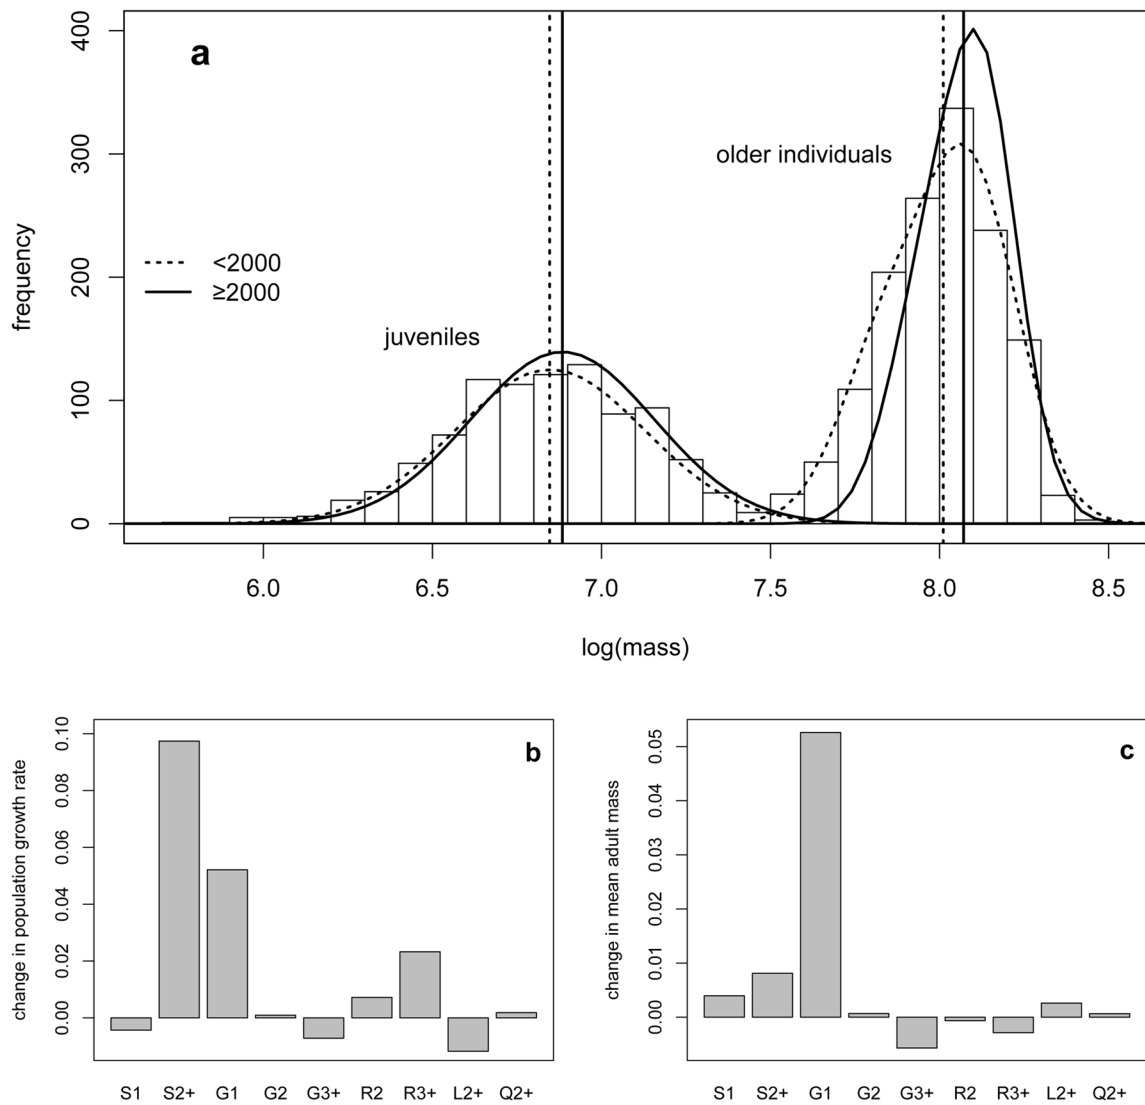 a
400
300
200
100
0
frequency
older individuals
<2000
≥2000
juveniles
6.0 6.5 7.0 7.5 8.0 8.5
log(mass)
b
0.10
0.08
0.06
0.04
0.02
0.00
change in population growth rate
S1 S2+ G1 G2 G3+ R2 R3+ L2+ Q2+
c
0.05
0.04
0.03
0.02
0.01
0.00
change in mean adult mass
S1 S2+ G1 G2 G3+ R2 R3+ L2+ Q2+